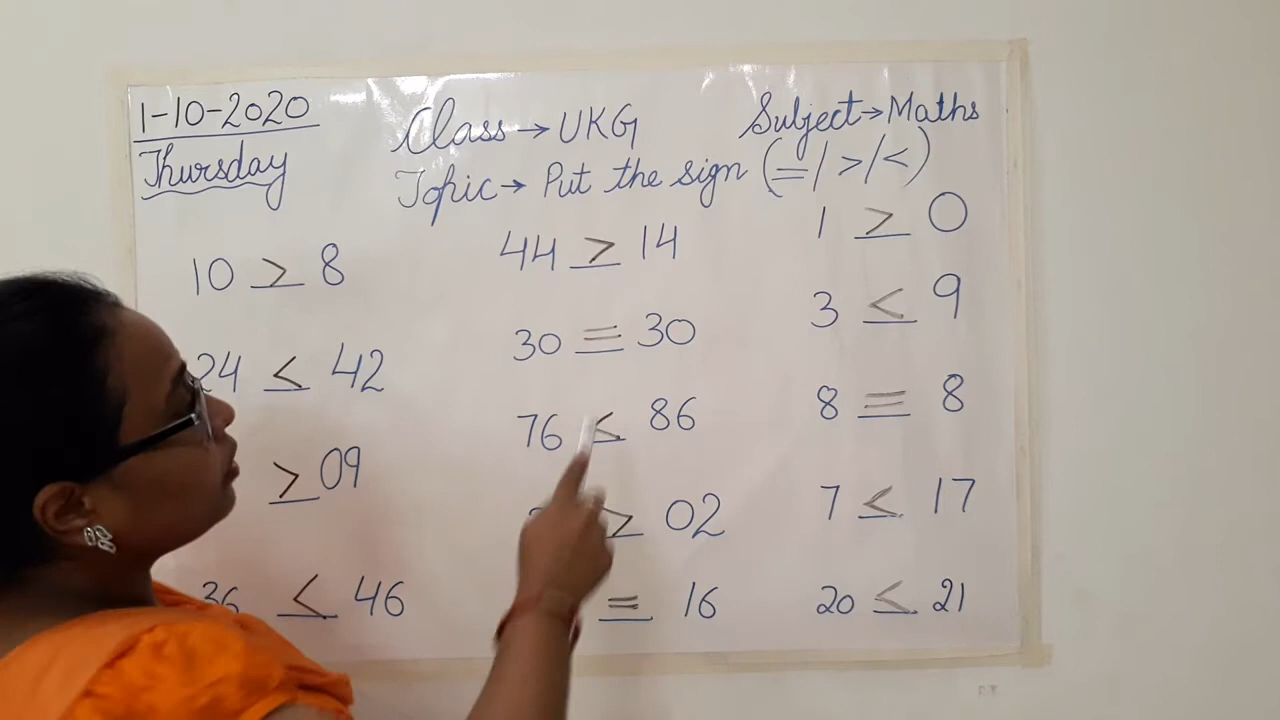 1-10-2020
Thursday
Class→ UKG
Subject→Maths
Topic→ Put the sign (=/>/<)
10 > 8
24 < 42
> 09
36 < 46
44 > 14
30 = 30
76 < 86
> 02
= 16
1 > 0
3 < 9
8 = 8
7 < 17
20 < 21